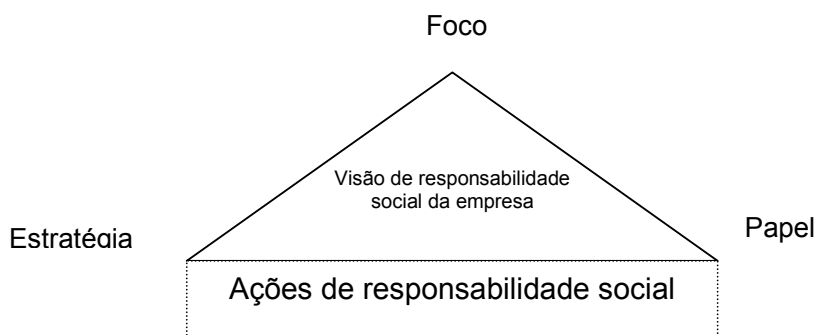 Foco
Visão de responsabilidade
social da empresa
Estratégia
Papel
Ações de responsabilidade social